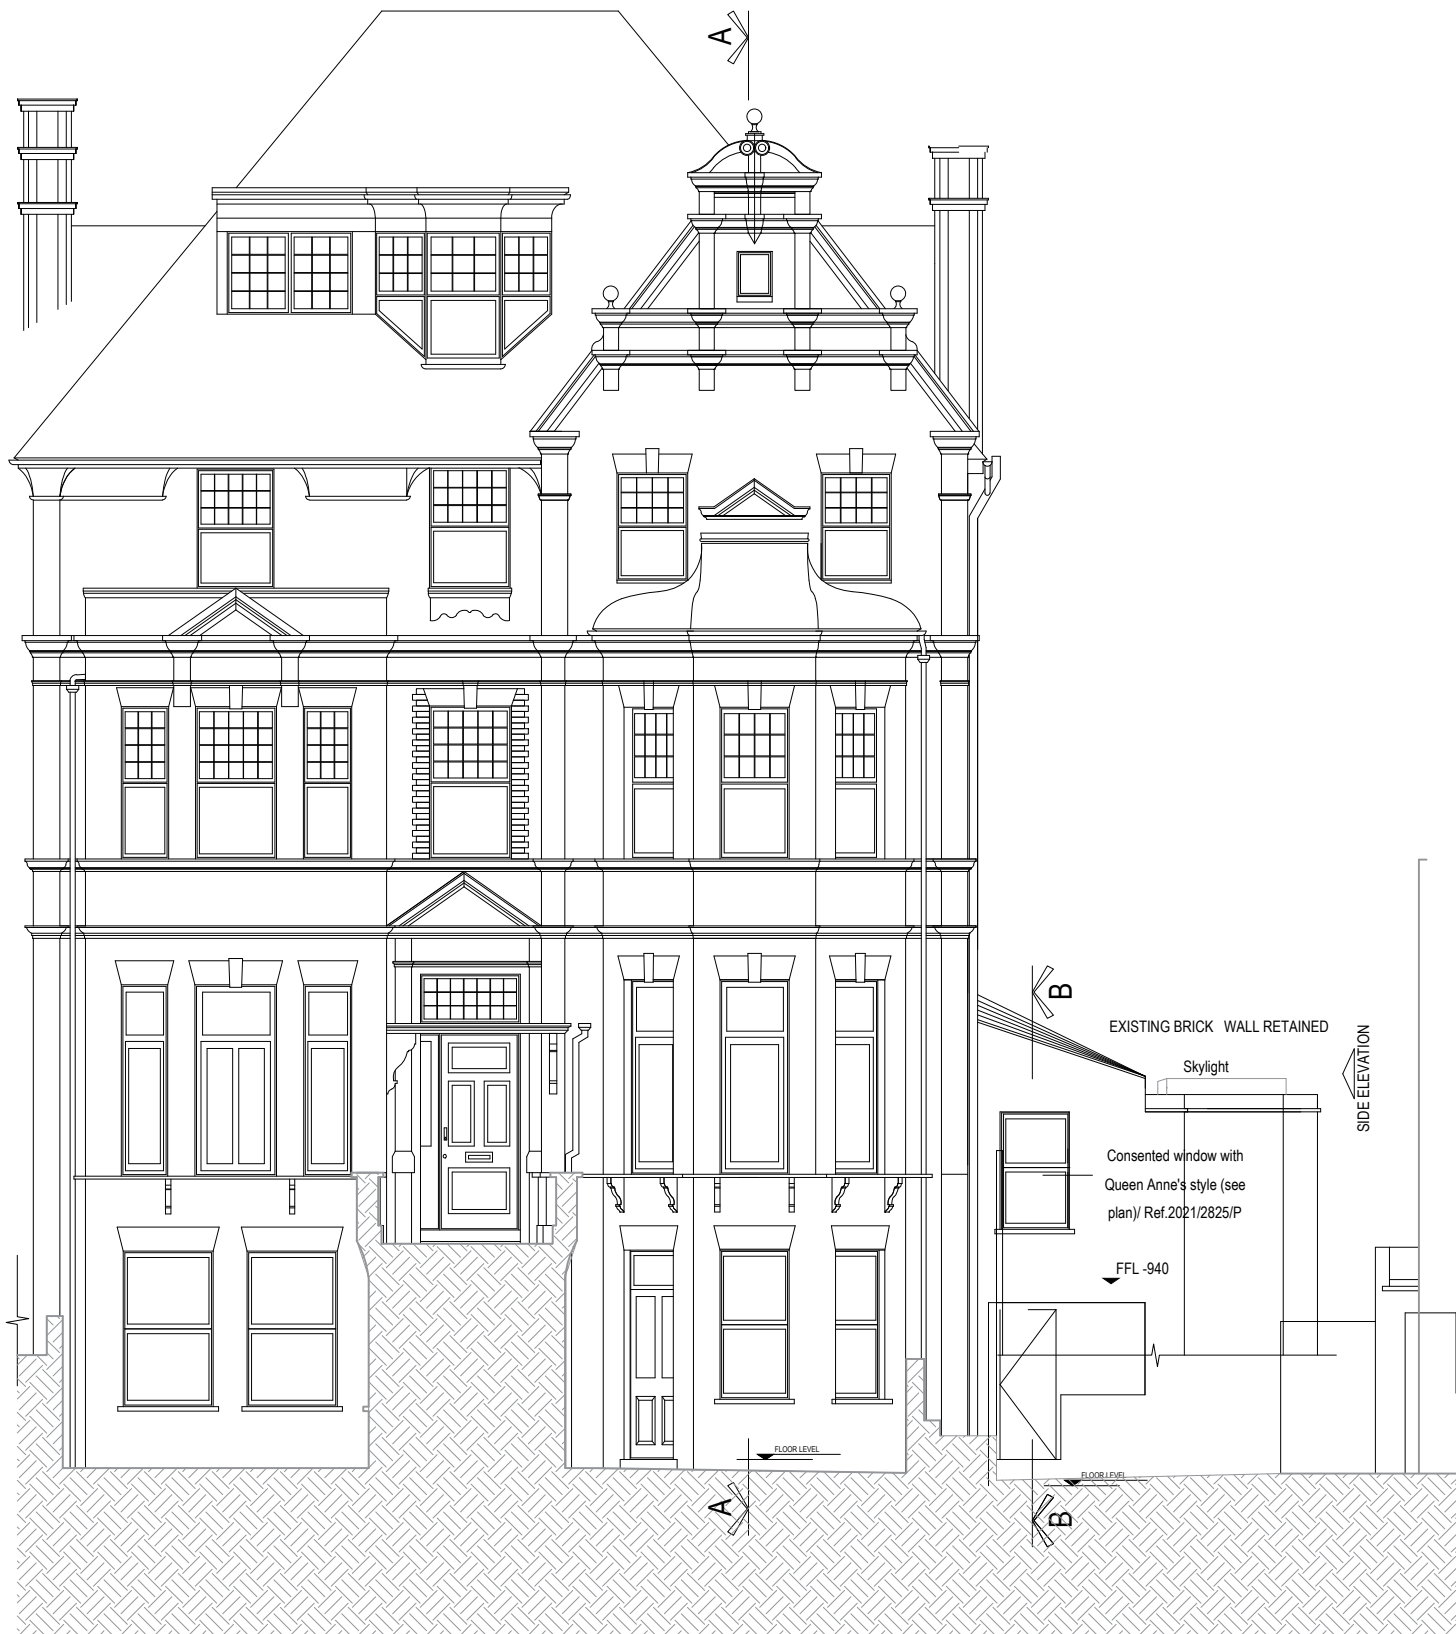 A
B
EXISTING BRICK WALL RETAINED
Skylight
SIDE ELEVATION
Consented window with
Queen Anne's style (see
plan)/ Ref.2021/2825/P
FFL -940
FLOOR LEVEL
FLOOR LEVEL
A
B